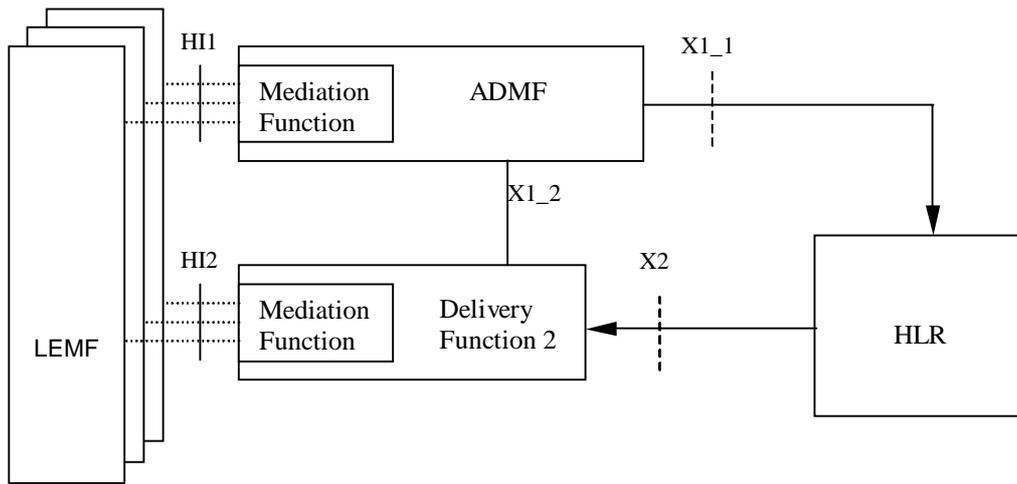 HI1
X1_1
Mediation
Function
ADMF
X1_2
HI2
X2
Mediation
Function
Delivery
Function 2
LEMF
HLR